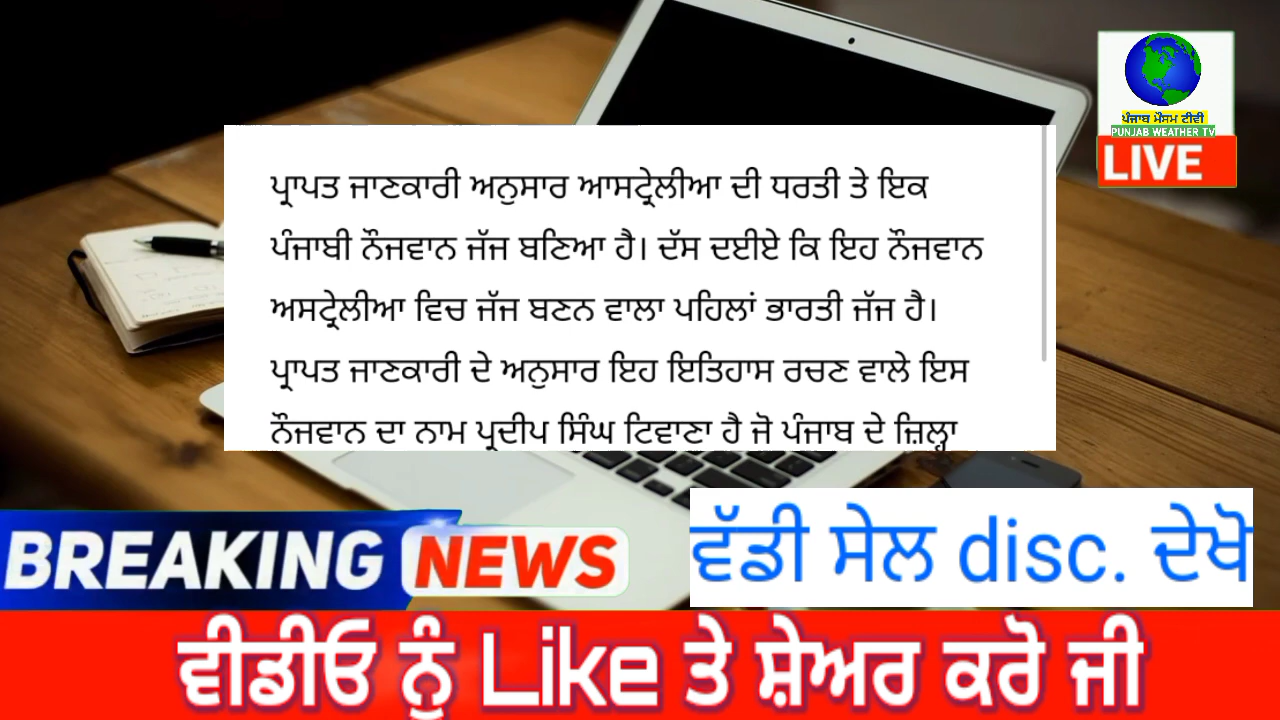 ਪੰਜਾਬ ਮੌਸਮ ਟੀਵੀ
PUNJAB WEATHER TV
LIVE
ਪ੍ਰਾਪਤ ਜਾਣਕਾਰੀ ਅਨੁਸਾਰ ਆਸਟ੍ਰੇਲੀਆ ਦੀ ਧਰਤੀ ਤੇ ਇਕ
ਪੰਜਾਬੀ ਨੌਜਵਾਨ ਜੱਜ ਬਣਿਆ ਹੈ। ਦੱਸ ਦਈਏ ਕਿ ਇਹ ਨੌਜਵਾਨ
ਅਸਟ੍ਰੇਲੀਆ ਵਿਚ ਜੱਜ ਬਣਨ ਵਾਲਾ ਪਹਿਲਾਂ ਭਾਰਤੀ ਜੱਜ ਹੈ।
ਪ੍ਰਾਪਤ ਜਾਣਕਾਰੀ ਦੇ ਅਨੁਸਾਰ ਇਹ ਇਤਿਹਾਸ ਰਚਣ ਵਾਲੇ ਇਸ
ਨੌਜਵਾਨ ਦਾ ਨਾਮ ਪ੍ਰਦੀਪ ਸਿੰਘ ਟਿਵਾਣਾ ਹੈ ਜੋ ਪੰਜਾਬ ਦੇ ਜ਼ਿਲ੍ਹਾ
BREAKING NEWS
ਵੱਡੀ ਸੇਲ disc. ਦੇਖੋ
ਵੀਡੀਓ ਨੂੰ Like ਤੇ ਸ਼ੇਅਰ ਕਰੋ ਜੀ